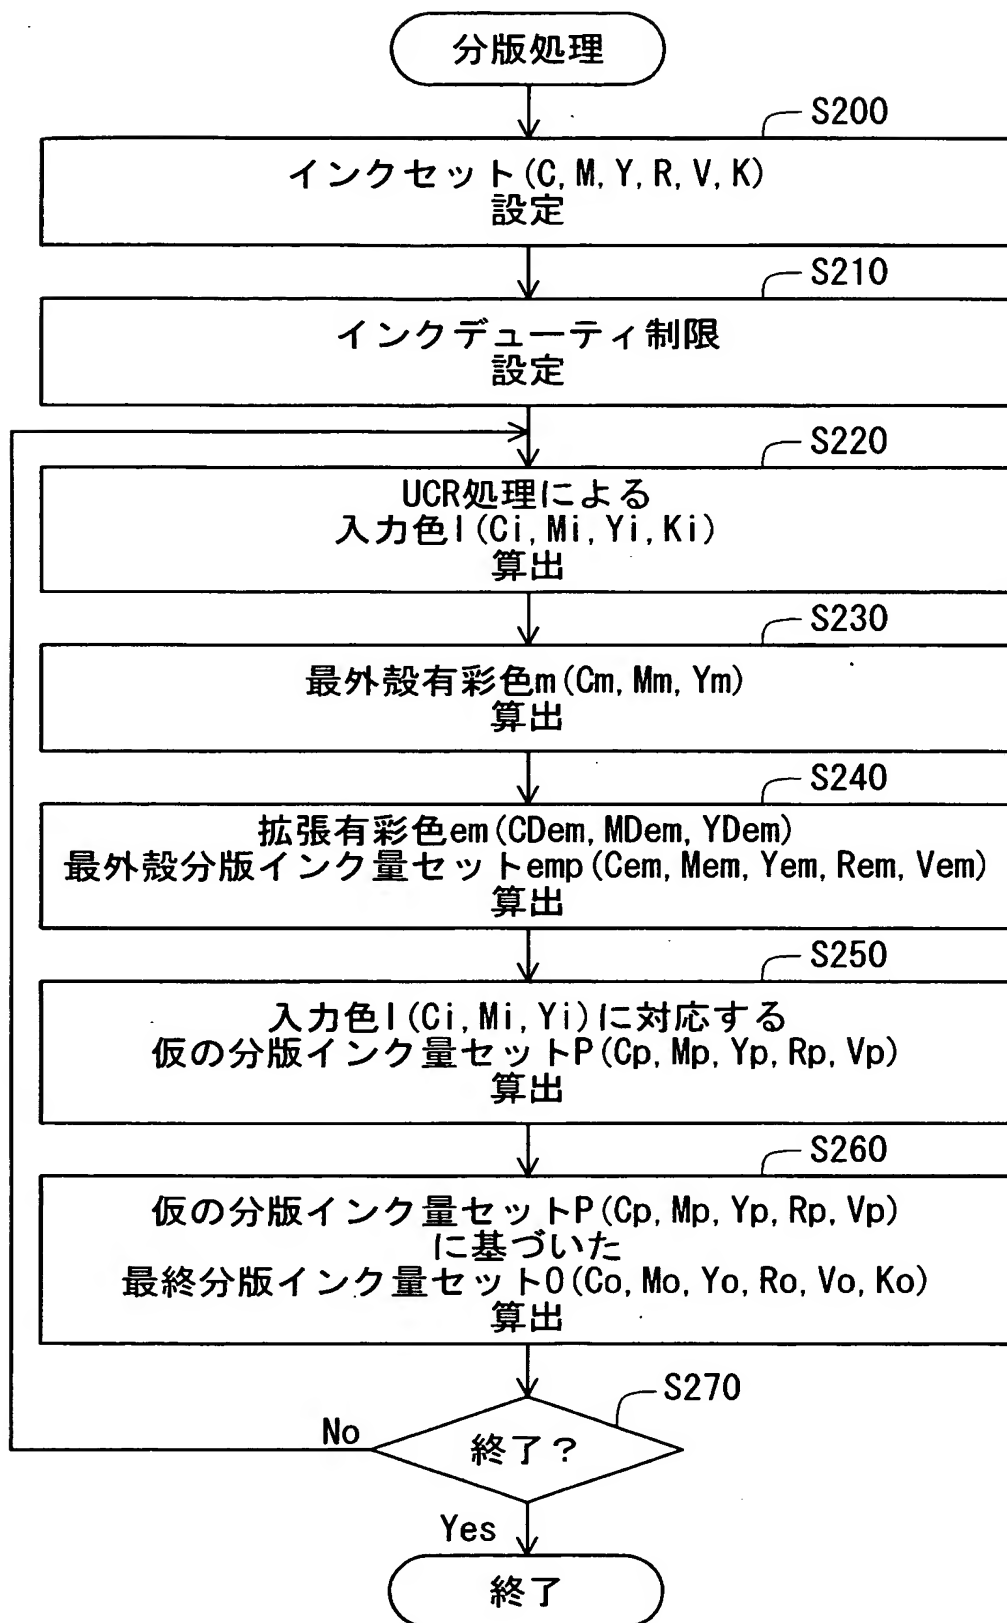 分版処理
S200
インクセット(C, M, Y, R, V, K)
設定
S210
インクデューティ制限
設定
S220
UCR処理による
入力色I(Ci, Mi, Yi, Ki)
算出
S230
最外殻有彩色m(Cm, Mm, Ym)
算出
S240
拡張有彩色em(CDem, MDem, YDem)
最外殻分版インク量セットemp(Cem, Mem, Yem, Rem, Vem)
算出
S250
入力色I(Ci, Mi, Yi)に対応する
仮の分版インク量セットP(Cp, Mp, Yp, Rp, Vp)
算出
S260
仮の分版インク量セットP(Cp, Mp, Yp, Rp, Vp)
に基づいた
最終分版インク量セットO(Co, Mo, Yo, Ro, Vo, Ko)
算出
S270
No
終了？
Yes
終了